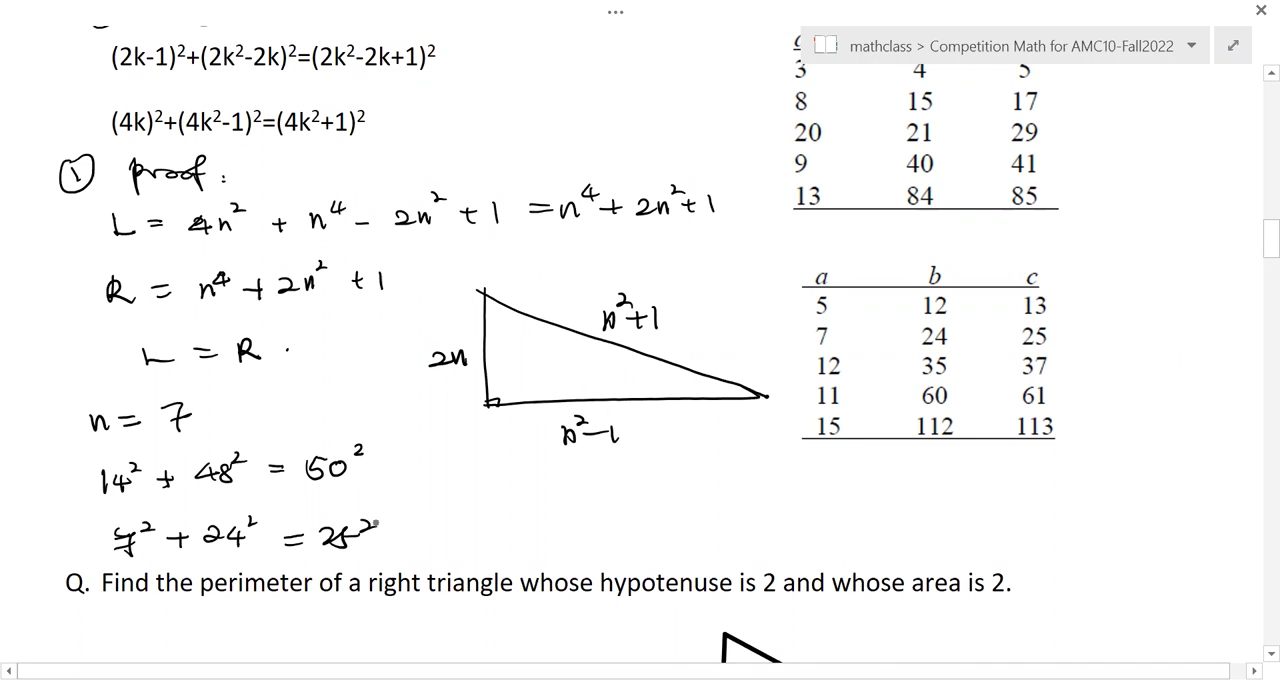 ...
mathclass > Competition Math for AMC10-Fall2022
(2k-1)²+(2k²-2k)²=(2k²-2k+1)²
(4k)²+(4k²-1)²=(4k²+1)²
3 4 5
8 15 17
20 21 29
9 40 41
13 84 85
① Proof:
L = 4n² + n⁴ - 2n² + 1 = n⁴ + 2n² + 1
R = n⁴ + 2n² + 1
L = R .
n²+1
2n
n²-1
a b c
5 12 13
7 24 25
12 35 37
11 60 61
15 112 113
n = 7
14² + 48² = 50²
7² + 24² = 25²
Q. Find the perimeter of a right triangle whose hypotenuse is 2 and whose area is 2.